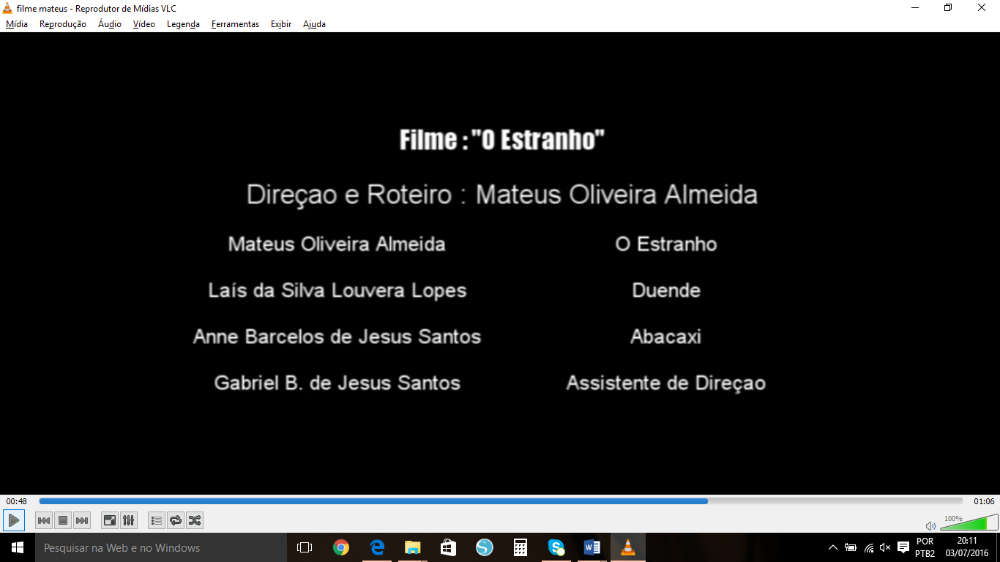 filme mateus - Reprodutor de Mídias VLC
Mídia Reprodução Áudio Vídeo Legenda Ferramentas Exibir Ajuda
Filme : "O Estranho"
Direçao e Roteiro : Mateus Oliveira Almeida
Mateus Oliveira Almeida O Estranho
Laís da Silva Louvera Lopes Duende
Anne Barcelos de Jesus Santos Abacaxi
Gabriel B. de Jesus Santos Assistente de Direçao
00:48 01:06
100%
Pesquisar na Web e no Windows
POR 20:11
PTB2 03/07/2016